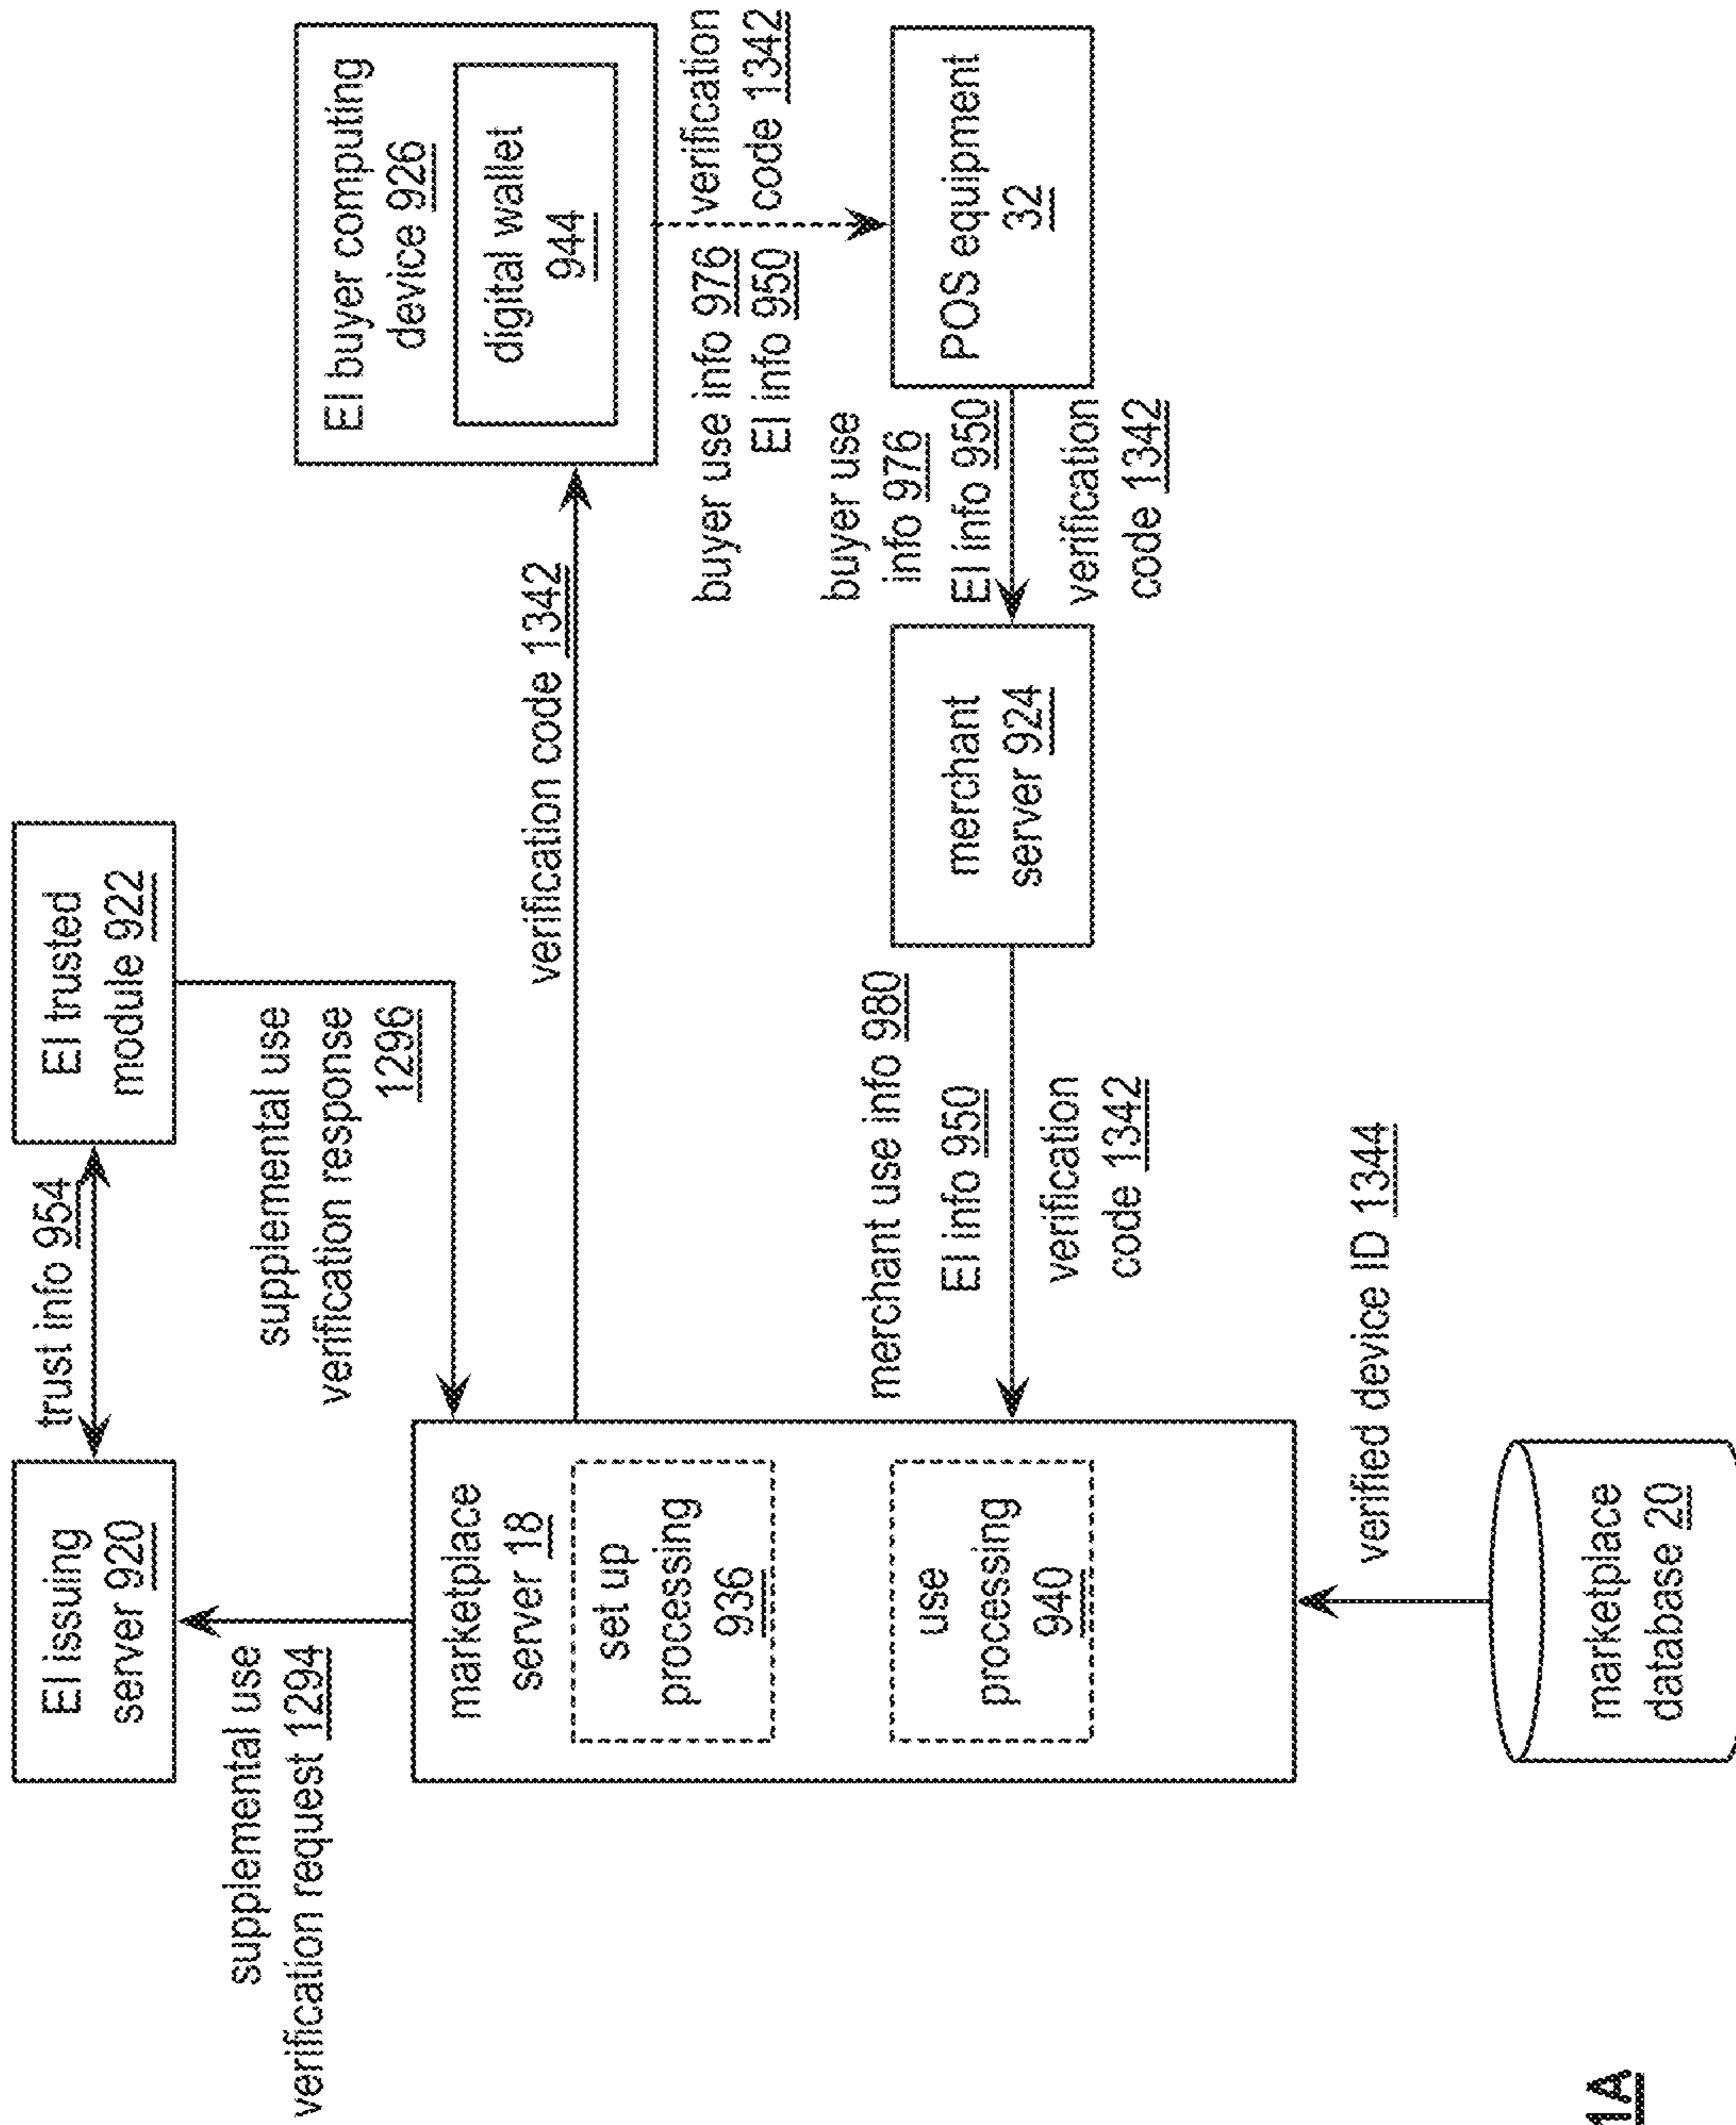 EI issuing
server 920
trust info 954
EI trusted
module 922
supplemental use
verification request 1294
supplemental use
verification response
1296
EI buyer computing
device 926
digital wallet
944
marketplace
server 18
set up
processing
936
verification code 1342
buyer use info 976
EI info 950
verification
code 1342
use
processing
940
merchant use info 980
EI info 950
verification
code 1342
merchant
server 924
buyer use
info 976
EI info 950
verification
code 1342
POS equipment
32
verified device ID 1344
marketplace
database 20
1A